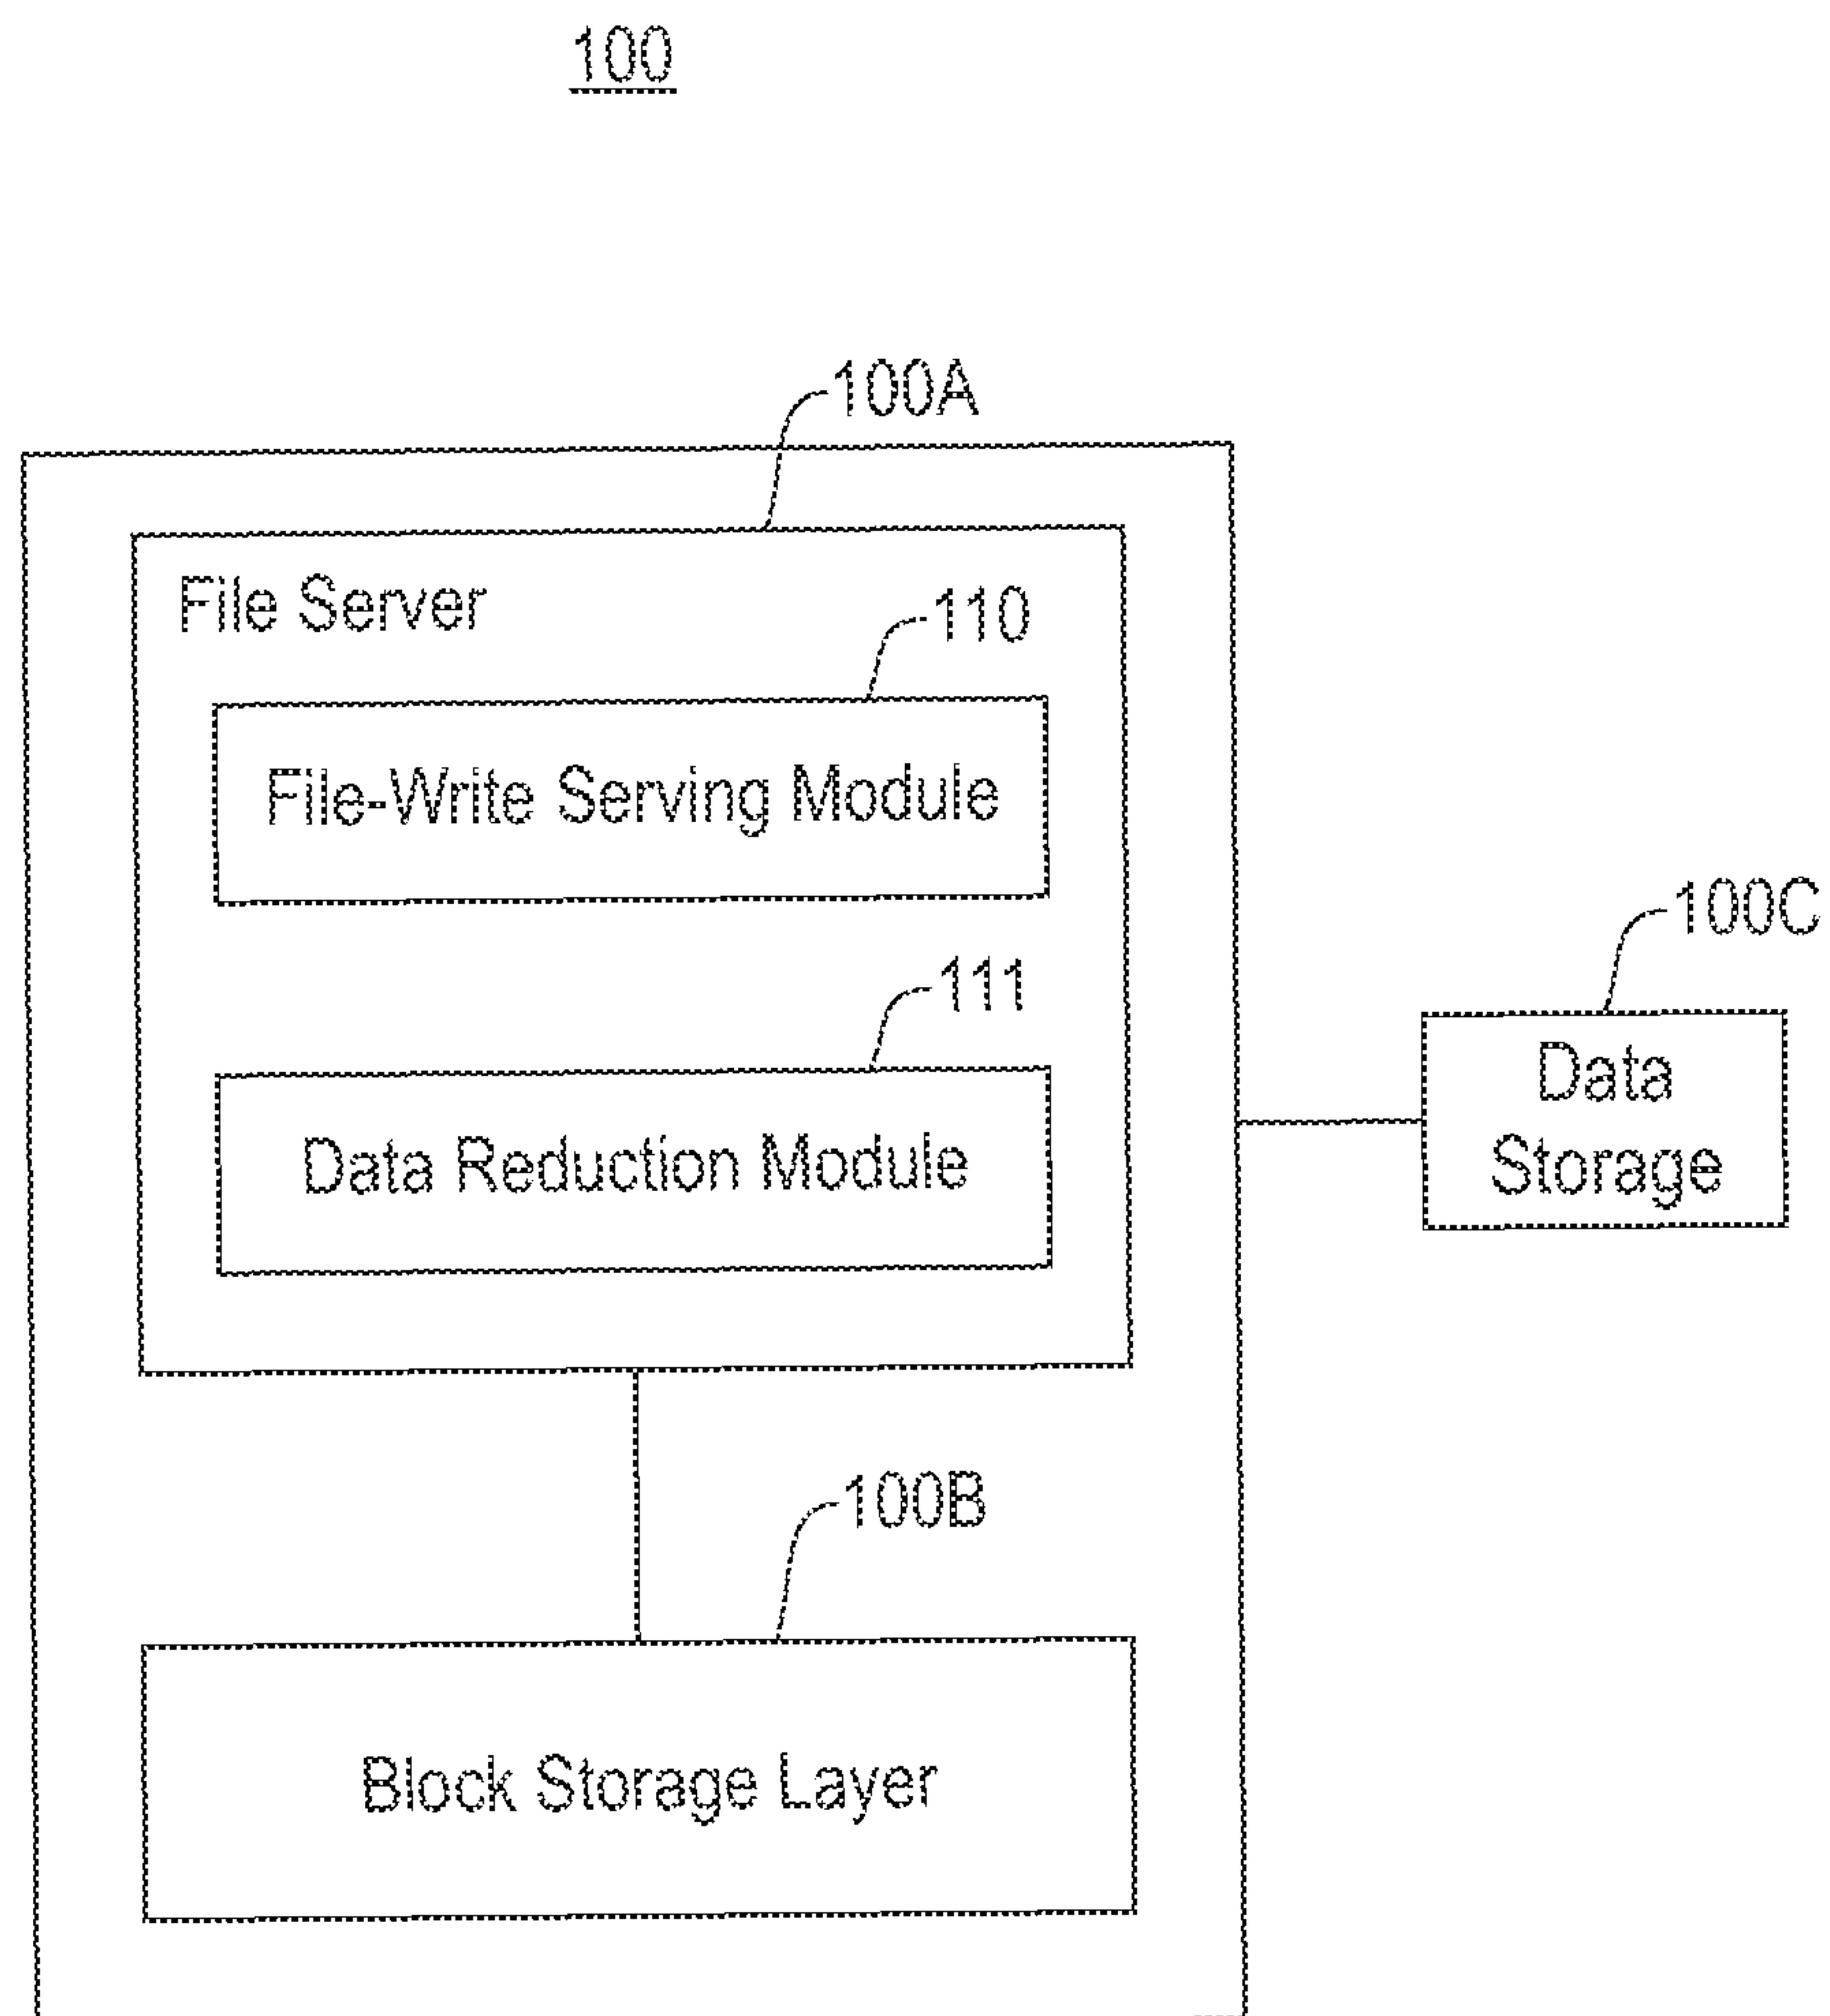 100
100A
File Server
110
File-Write Serving Module
100C
111
Data
Storage
Data Reduction Module
100B
Block Storage Layer